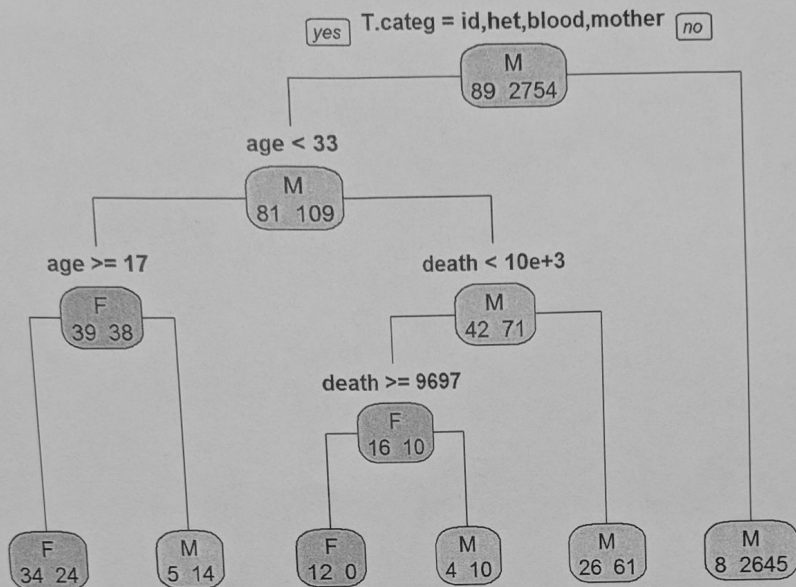 yes T.categ = id,het,blood,mother no
M
89 2754
age < 33
M
81 109
age >= 17
death < 10e+3
F
39 38
M
42 71
death >= 9697
F
16 10
F
34 24
M
5 14
F
12 0
M
4 10
M
26 61
M
8 2645